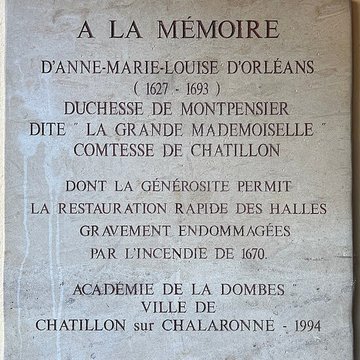 A LA MÉMOIRE
D'ANNE-MARIE-LOUISE D'ORLÉANS
( 1627 - 1693 )
DUCHESSE DE MONTPENSIER
DITE " LA GRANDE MADEMOISELLE "
COMTESSE DE CHATILLON
DONT LA GÉNÉROSITE PERMIT
LA RESTAURATION RAPIDE DES HALLES
GRAVEMENT ENDOMMAGÉES
PAR L'INCENDIE DE 1670.
ACADÉMIE DE LA DOMBES
VILLE DE
CHATILLON sur CHALARONNE - 1994